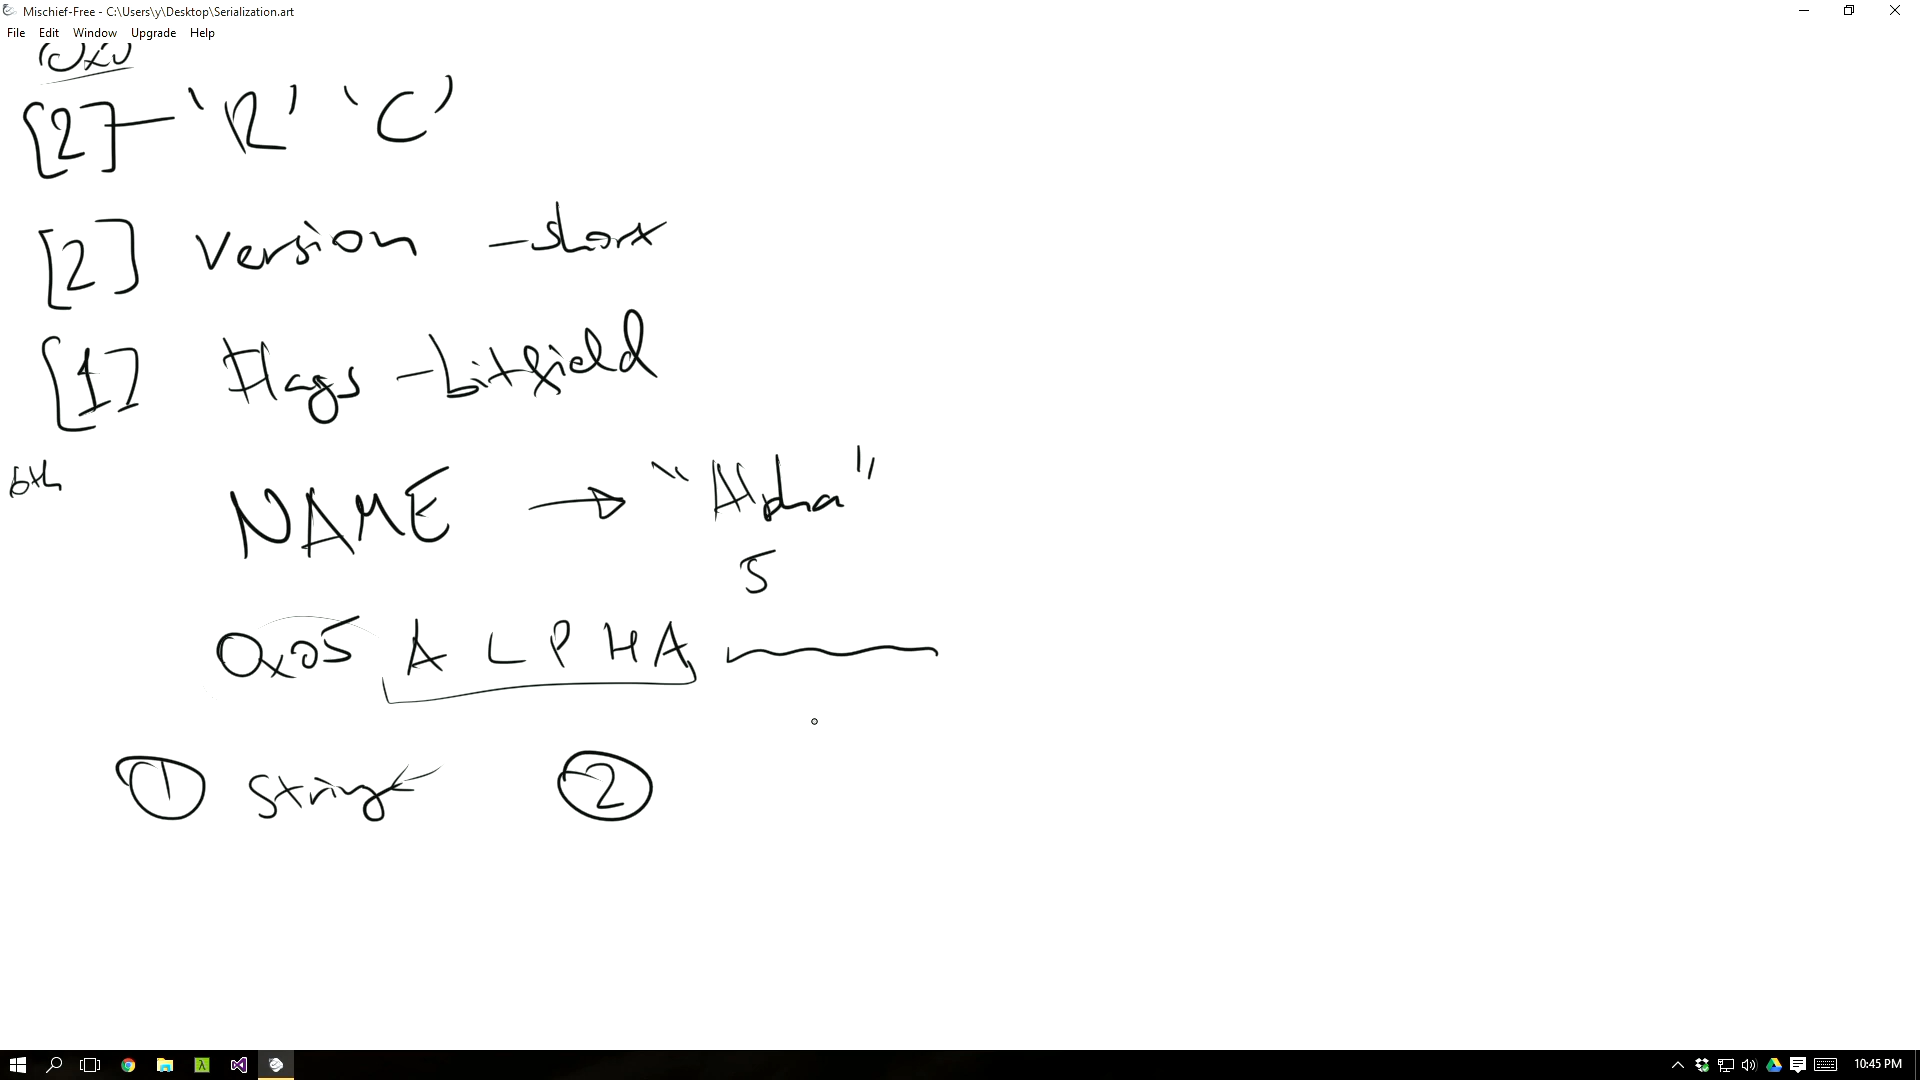 Mischief-Free - C:\Users\y\Desktop\Serialization.art
File Edit Window Upgrade Help
[2] — 'R' 'C'
[2] Version - short
[1] Flags - bitfield
6th
NAME → "Alpha"
5
0x05 A L P H A
1 String ← 2
10:45 PM